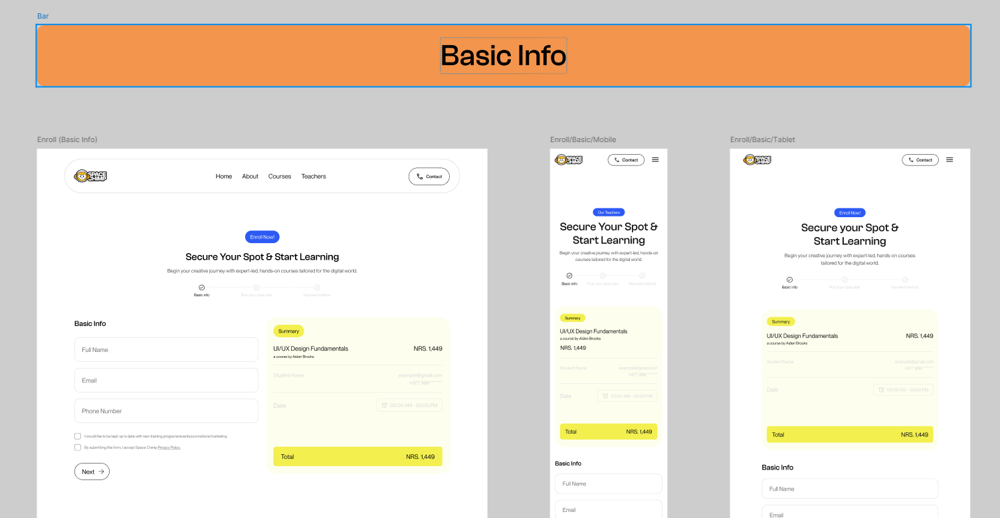 Bar
Basic Info
Enroll (Basic Info)
SPACE CHIMP
Home About Courses Teachers
Contact
Enroll Now!
Secure Your Spot & Start Learning
Begin your creative journey with expert-led, hands-on courses tailored for the digital world.
Basic info Pick your class vibe Payment method
Basic Info
Full Name
Email
Phone Number
I would like to be kept up to date with new training programs/events/promotions/marketing.
By submitting this form. I accept Space Chimp Privacy Policy.
Next
Summary
UI/UX Design Fundamentals NRS. 1,449
a course by Aiden Brooks
Student Name example@gmail.com
+977 986*******
Date 00:00 AM - 00:00 PM
Total NRS. 1,449
Enroll/Basic/Mobile
SPACE CHIMP
Contact
Our Teachers
Secure Your Spot &
Start Learning
Begin your creative journey with expert-led, hands-on
courses tailored for the digital world.
Basic info Pick your class vibe Payment method
Summary
UI/UX Design Fundamentals
a course by Aiden Brooks
NRS. 1,449
Student Name example@gmail.com
+977 986*******
Date 00:00 AM - 00:00 PM
Total NRS. 1,449
Basic Info
Full Name
Email
Enroll/Basic/Tablet
SPACE CHIMP
Contact
Enroll Now!
Secure your Spot &
Start Learning
Begin your creative journey with expert-led, hands-on courses
tailored for the digital world.
Basic info Pick your class vibe Payment method
Summary
UI/UX Design Fundamentals NRS. 1,449
a course by Aiden Brooks
Student Name example@gmail.com
+977 986*******
Date 00:00 AM - 00:00 PM
Total NRS. 1,449
Basic Info
Full Name
Email